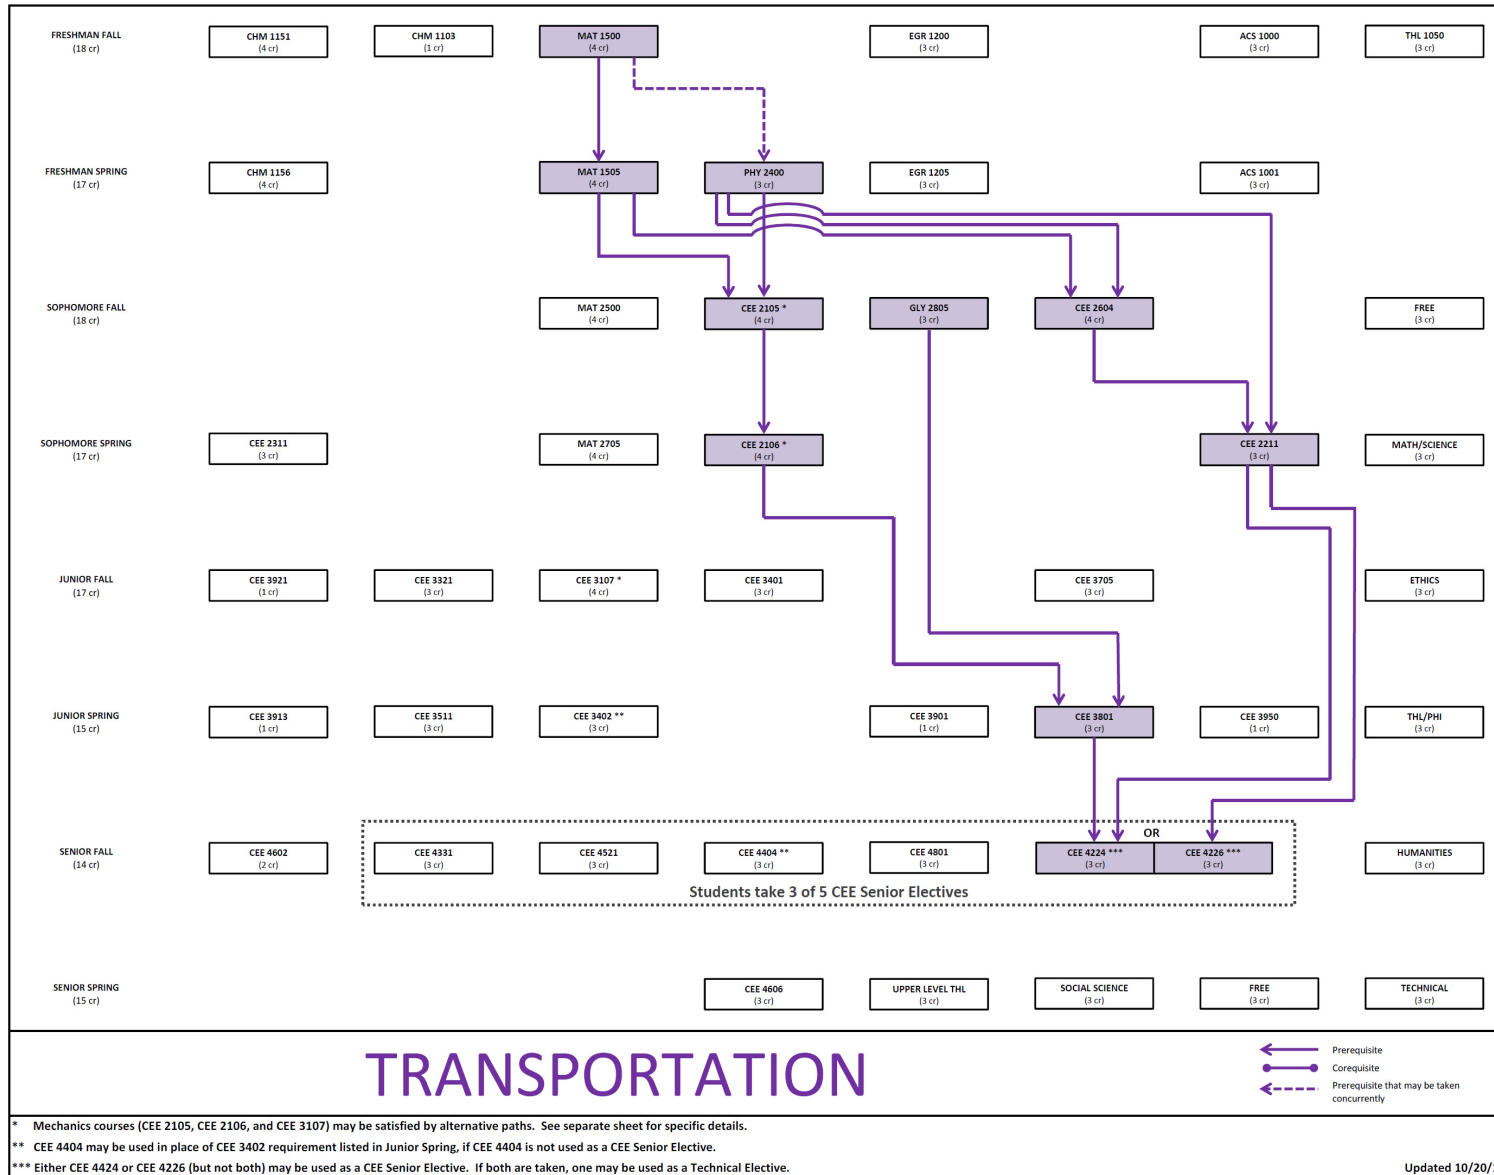 FRESHMAN FALL
(18 cr)
CHM 1151
(4 cr)
CHM 1103
(1 cr)
MAT 1500
(4 cr)
EGR 1200
(3 cr)
ACS 1000
(3 cr)
THL 1050
(3 cr)
FRESHMAN SPRING
(17 cr)
CHM 1156
(4 cr)
MAT 1505
(4 cr)
PHY 2400
(3 cr)
EGR 1205
(3 cr)
ACS 1001
(3 cr)
SOPHOMORE FALL
(18 cr)
MAT 2500
(4 cr)
CEE 2105 *
(4 cr)
GLY 2805
(3 cr)
CEE 2604
(4 cr)
FREE
(3 cr)
SOPHOMORE SPRING
(17 cr)
CEE 2311
(3 cr)
MAT 2705
(4 cr)
CEE 2106 *
(4 cr)
CEE 2211
(3 cr)
MATH/SCIENCE
(3 cr)
JUNIOR FALL
(17 cr)
CEE 3921
(1 cr)
CEE 3321
(3 cr)
CEE 3107 *
(4 cr)
CEE 3401
(3 cr)
CEE 3705
(3 cr)
ETHICS
(3 cr)
JUNIOR SPRING
(15 cr)
CEE 3913
(1 cr)
CEE 3511
(3 cr)
CEE 3402 **
(3 cr)
CEE 3901
(1 cr)
CEE 3801
(3 cr)
CEE 3950
(1 cr)
THL/PHI
(3 cr)
OR
SENIOR FALL
(14 cr)
CEE 4602
(2 cr)
CEE 4331
(3 cr)
CEE 4521
(3 cr)
CEE 4404 **
(3 cr)
CEE 4801
(3 cr)
CEE 4224 ***
(3 cr)
CEE 4226 ***
(3 cr)
HUMANITIES
(3 cr)
Students take 3 of 5 CEE Senior Electives
SENIOR SPRING
(15 cr)
CEE 4606
(3 cr)
UPPER LEVEL THL
(3 cr)
SOCIAL SCIENCE
(3 cr)
FREE
(3 cr)
TECHNICAL
(3 cr)
TRANSPORTATION
Prerequisite
Corequisite
Prerequisite that may be taken
concurrently
* Mechanics courses (CEE 2105, CEE 2106, and CEE 3107) may be satisfied by alternative paths. See separate sheet for specific details.
** CEE 4404 may be used in place of CEE 3402 requirement listed in Junior Spring, if CEE 4404 is not used as a CEE Senior Elective.
*** Either CEE 4424 or CEE 4226 (but not both) may be used as a CEE Senior Elective. If both are taken, one may be used as a Technical Elective.
Updated 10/20/